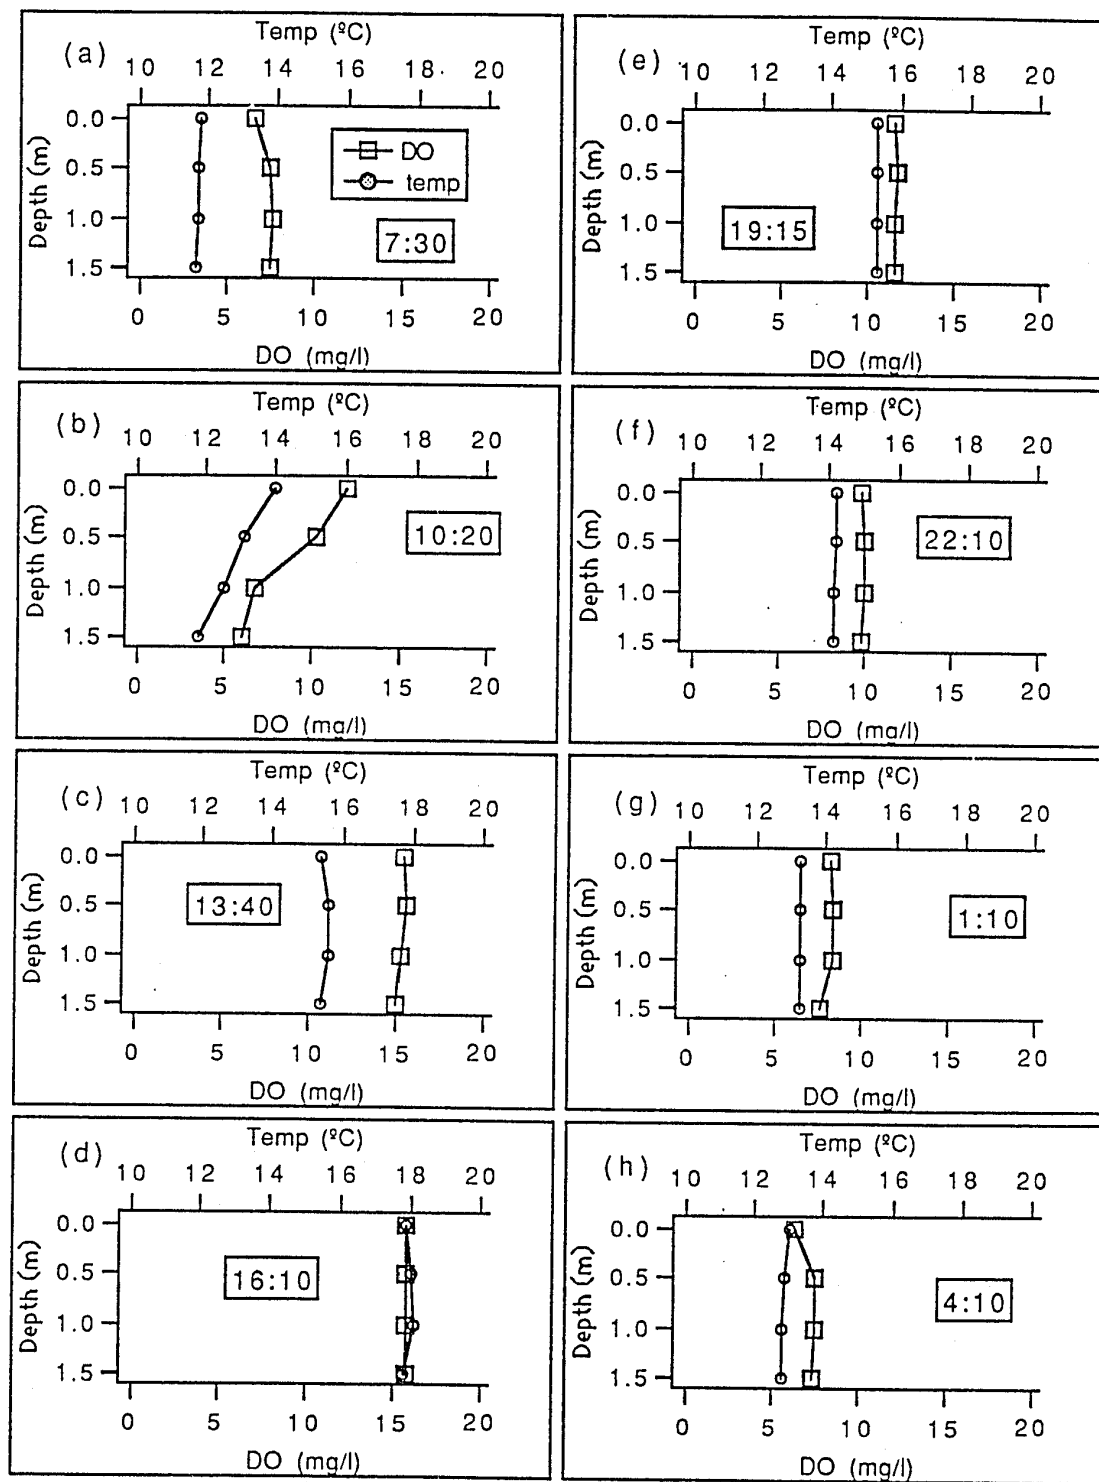 (a)
Temp (ºC)
10 12 14 16 18 20
Depth (m)
0.0
0.5
1.0
1.5
DO
temp
7:30
0 5 10 15 20
DO (mg/l)
(b)
Temp (ºC)
10 12 14 16 18 20
Depth (m)
0.0
0.5
1.0
1.5
10:20
0 5 10 15 20
DO (mg/l)
(c)
Temp (ºC)
10 12 14 16 18 20
Depth (m)
0.0
0.5
1.0
1.5
13:40
0 5 10 15 20
DO (mg/l)
(d)
Temp (ºC)
10 12 14 16 18 20
Depth (m)
0.0
0.5
1.0
1.5
16:10
0 5 10 15 20
DO (mg/l)
(e)
Temp (ºC)
10 12 14 16 18 20
Depth (m)
0.0
0.5
1.0
1.5
19:15
0 5 10 15 20
DO (mg/l)
(f)
Temp (ºC)
10 12 14 16 18 20
Depth (m)
0.0
0.5
1.0
1.5
22:10
0 5 10 15 20
DO (mg/l)
(g)
Temp (ºC)
10 12 14 16 18 20
Depth (m)
0.0
0.5
1.0
1.5
1:10
0 5 10 15 20
DO (mg/l)
(h)
Temp (ºC)
10 12 14 16 18 20
Depth (m)
0.0
0.5
1.0
1.5
4:10
0 5 10 15 20
DO (mg/l)